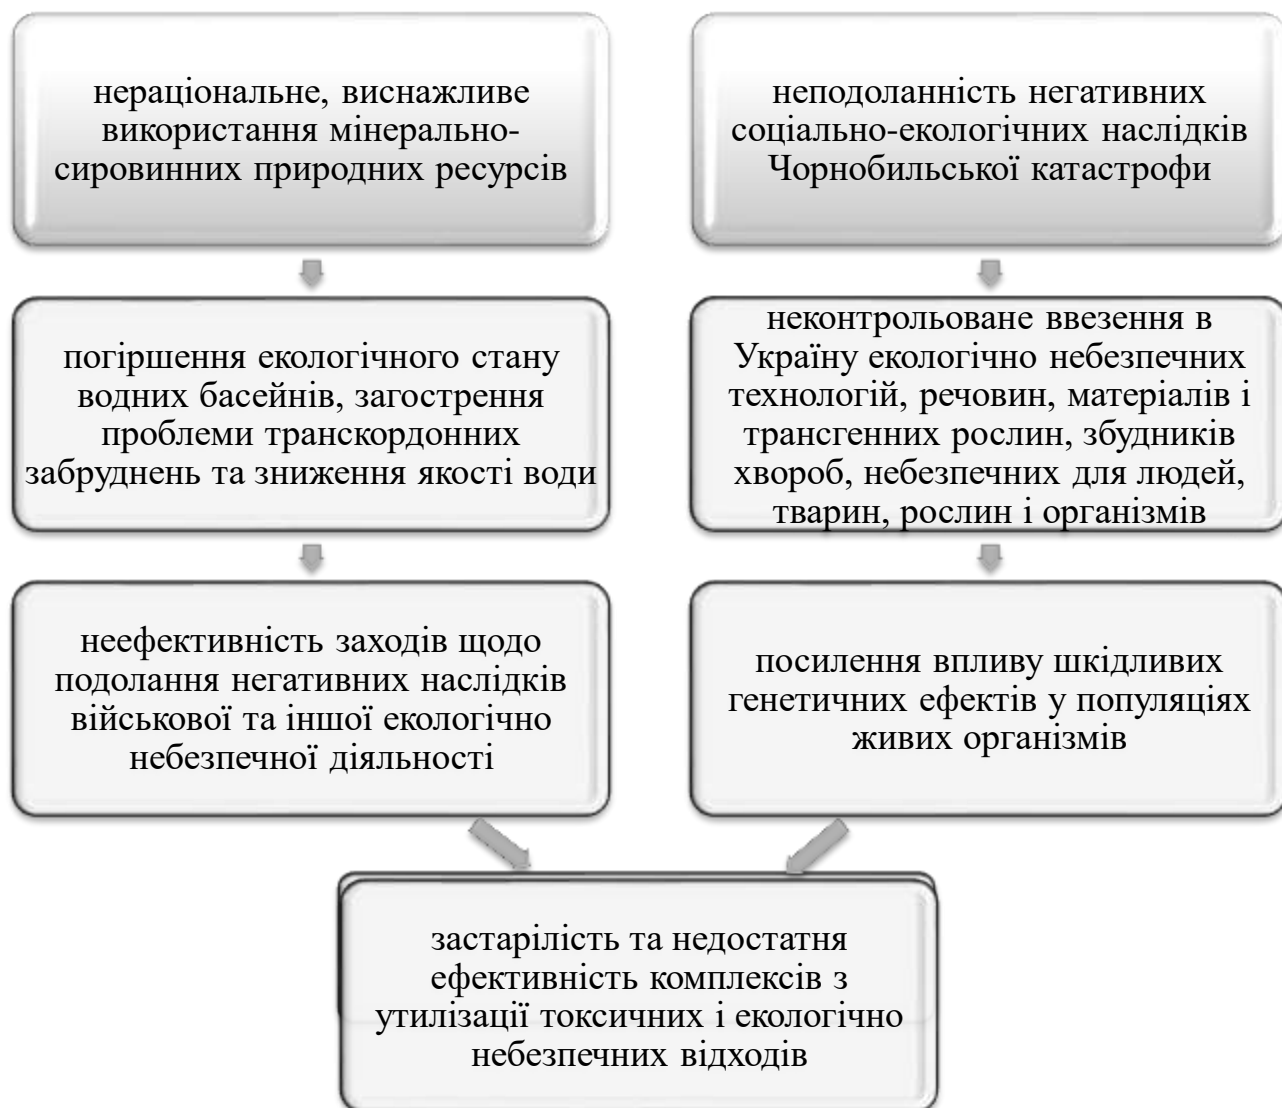 нераціональне, виснажливе
використання мінерально-
сировинних природних ресурсів
погіршення екологічного стану
водних басейнів, загострення
проблеми транскордонних
забруднень та зниження якості води
неефективність заходів щодо
подолання негативних наслідків
військової та іншої екологічно
небезпечної діяльності
неподоланність негативних
соціально-екологічних наслідків
Чорнобильської катастрофи
неконтрольоване ввезення в
Україну екологічно небезпечних
технологій, речовин, матеріалів і
трансгенних рослин, збудників
хвороб, небезпечних для людей,
тварин, рослин і організмів
посилення впливу шкідливих
генетичних ефектів у популяціях
живих організмів
застарілість та недостатня
ефективність комплексів з
утилізації токсичних і екологічно
небезпечних відходів